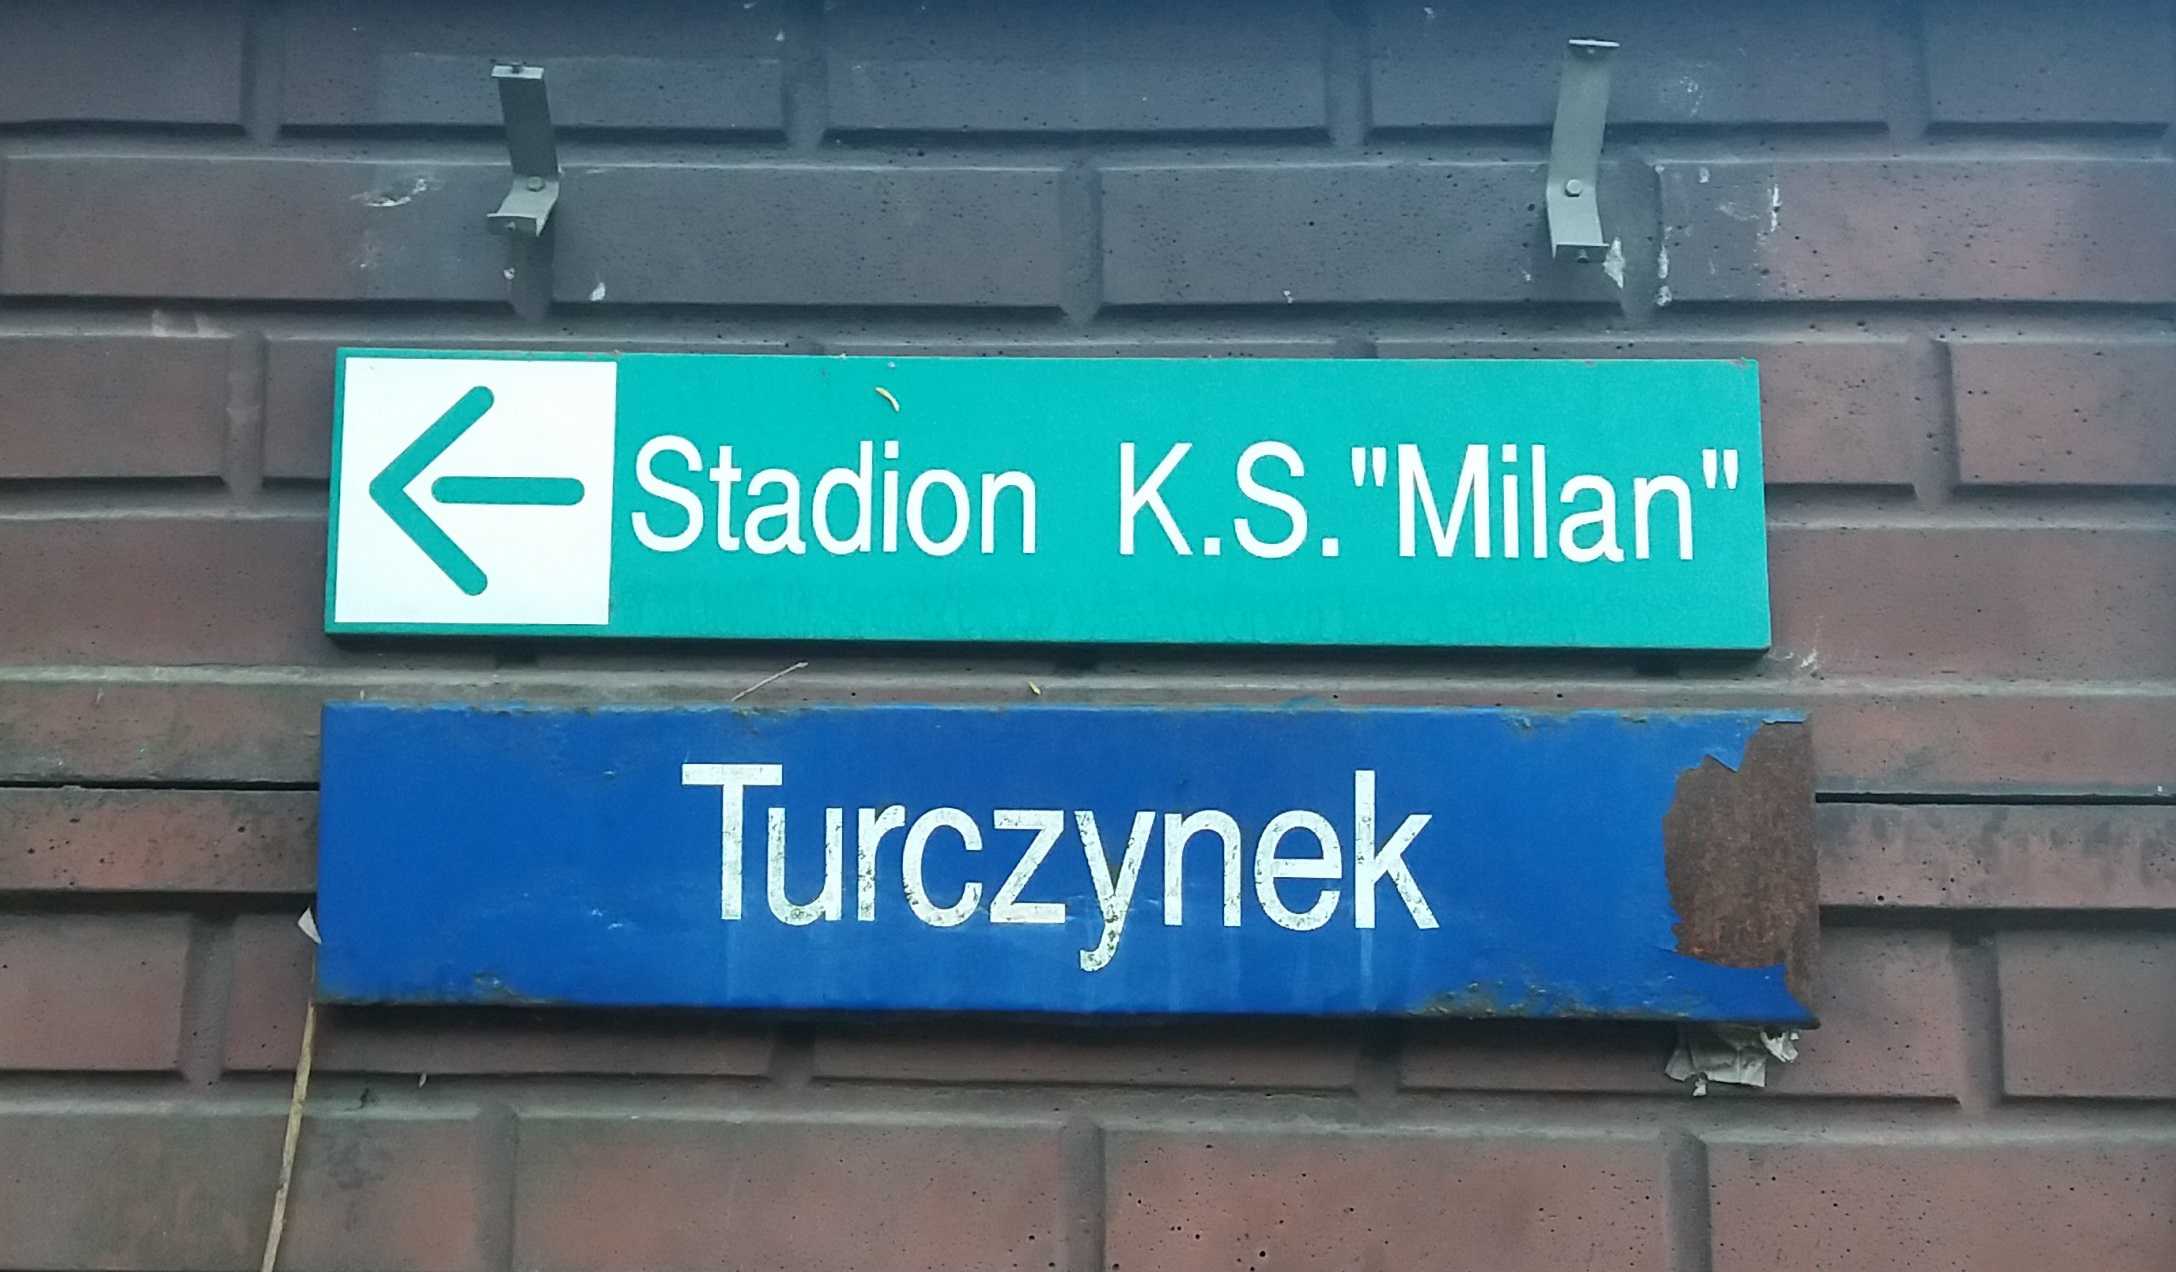 Stadion K.S. "Milan"
Turczynek